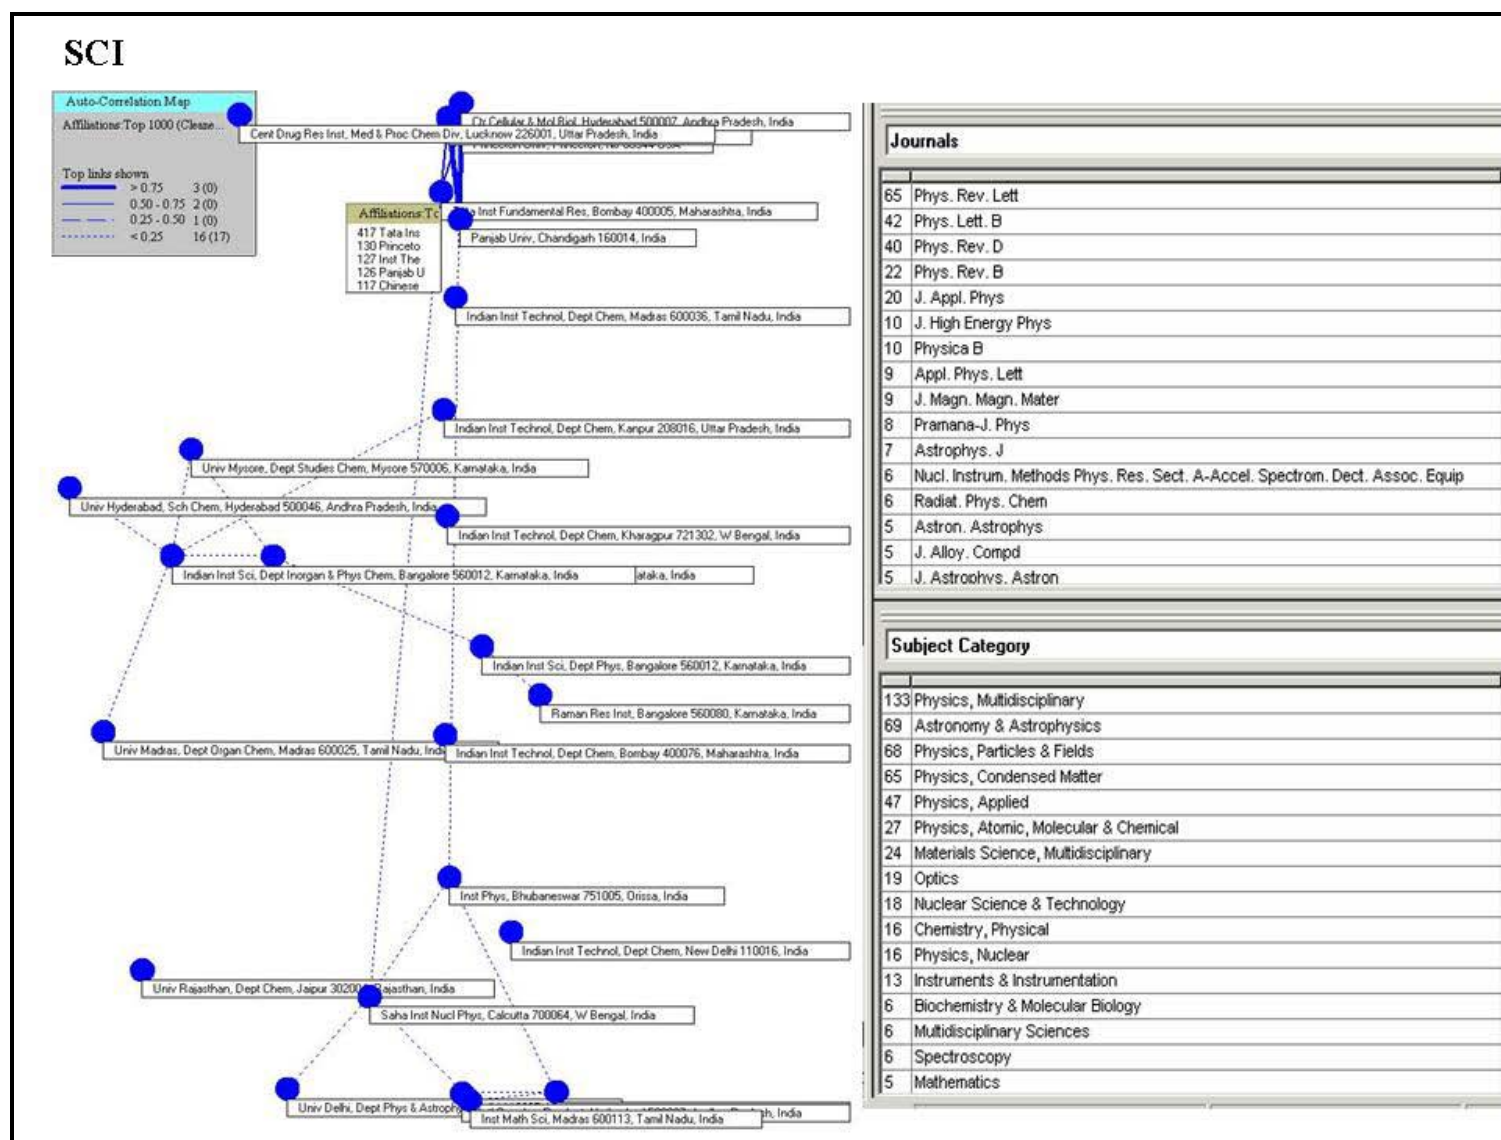 SCI
Auto-Correlation Map
Affiliations:Top 1000 (Cleane...
Top links shown
> 0.75 3 (0)
0.50 - 0.75 2 (0)
0.25 - 0.50 1 (0)
< 0.25 16 (17)
Ctr Cellular & Mol Biol, Hyderabad 500007, Andhra Pradesh, India
Cent Drug Res Inst, Med & Proc Chem Div, Lucknow 226001, Uttar Pradesh, India
Inst Fundamental Res, Bombay 400005, Maharashtra, India
Affiliations:To
417 Tata Ins
130 Princeto
127 Inst The
126 Panjab U
117 Chinese
Panjab Univ, Chandigarh 160014, India
Indian Inst Technol, Dept Chem, Madras 600036, Tamil Nadu, India
Indian Inst Technol, Dept Chem, Kanpur 208016, Uttar Pradesh, India
Univ Mysore, Dept Studies Chem, Mysore 570006, Karnataka, India
Univ Hyderabad, Sch Chem, Hyderabad 500046, Andhra Pradesh, India
Indian Inst Technol, Dept Chem, Kharagpur 721302, W Bengal, India
Indian Inst Sci, Dept Inorgan & Phys Chem, Bangalore 560012, Karnataka, India
ataka, India
Indian Inst Sci, Dept Phys, Bangalore 560012, Karnataka, India
Raman Res Inst, Bangalore 560080, Karnataka, India
Univ Madras, Dept Organ Chem, Madras 600025, Tamil Nadu, Indi
Indian Inst Technol, Dept Chem, Bombay 400076, Maharashtra, India
Inst Phys, Bhubaneswar 751005, Orissa, India
Indian Inst Technol, Dept Chem, New Delhi 110016, India
Univ Rajasthan, Dept Chem, Jaipur 30200 Rajasthan, India
Saha Inst Nucl Phys, Calcutta 700064, W Bengal, India
Univ Delhi, Dept Phys & Astroph
h, India
Inst Math Sci, Madras 600113, Tamil Nadu, India
Journals
65 Phys. Rev. Lett
42 Phys. Lett. B
40 Phys. Rev. D
22 Phys. Rev. B
20 J. Appl. Phys
10 J. High Energy Phys
10 Physica B
9 Appl. Phys. Lett
9 J. Magn. Magn. Mater
8 Pramana-J. Phys
7 Astrophys. J
6 Nucl. Instrum. Methods Phys. Res. Sect. A-Accel. Spectrom. Dect. Assoc. Equip
6 Radiat. Phys. Chem
5 Astron. Astrophys
5 J. Alloy. Compd
5 J. Astrophys. Astron
Subject Category
133 Physics, Multidisciplinary
69 Astronomy & Astrophysics
68 Physics, Particles & Fields
65 Physics, Condensed Matter
47 Physics, Applied
27 Physics, Atomic, Molecular & Chemical
24 Materials Science, Multidisciplinary
19 Optics
18 Nuclear Science & Technology
16 Chemistry, Physical
16 Physics, Nuclear
13 Instruments & Instrumentation
6 Biochemistry & Molecular Biology
6 Multidisciplinary Sciences
6 Spectroscopy
5 Mathematics